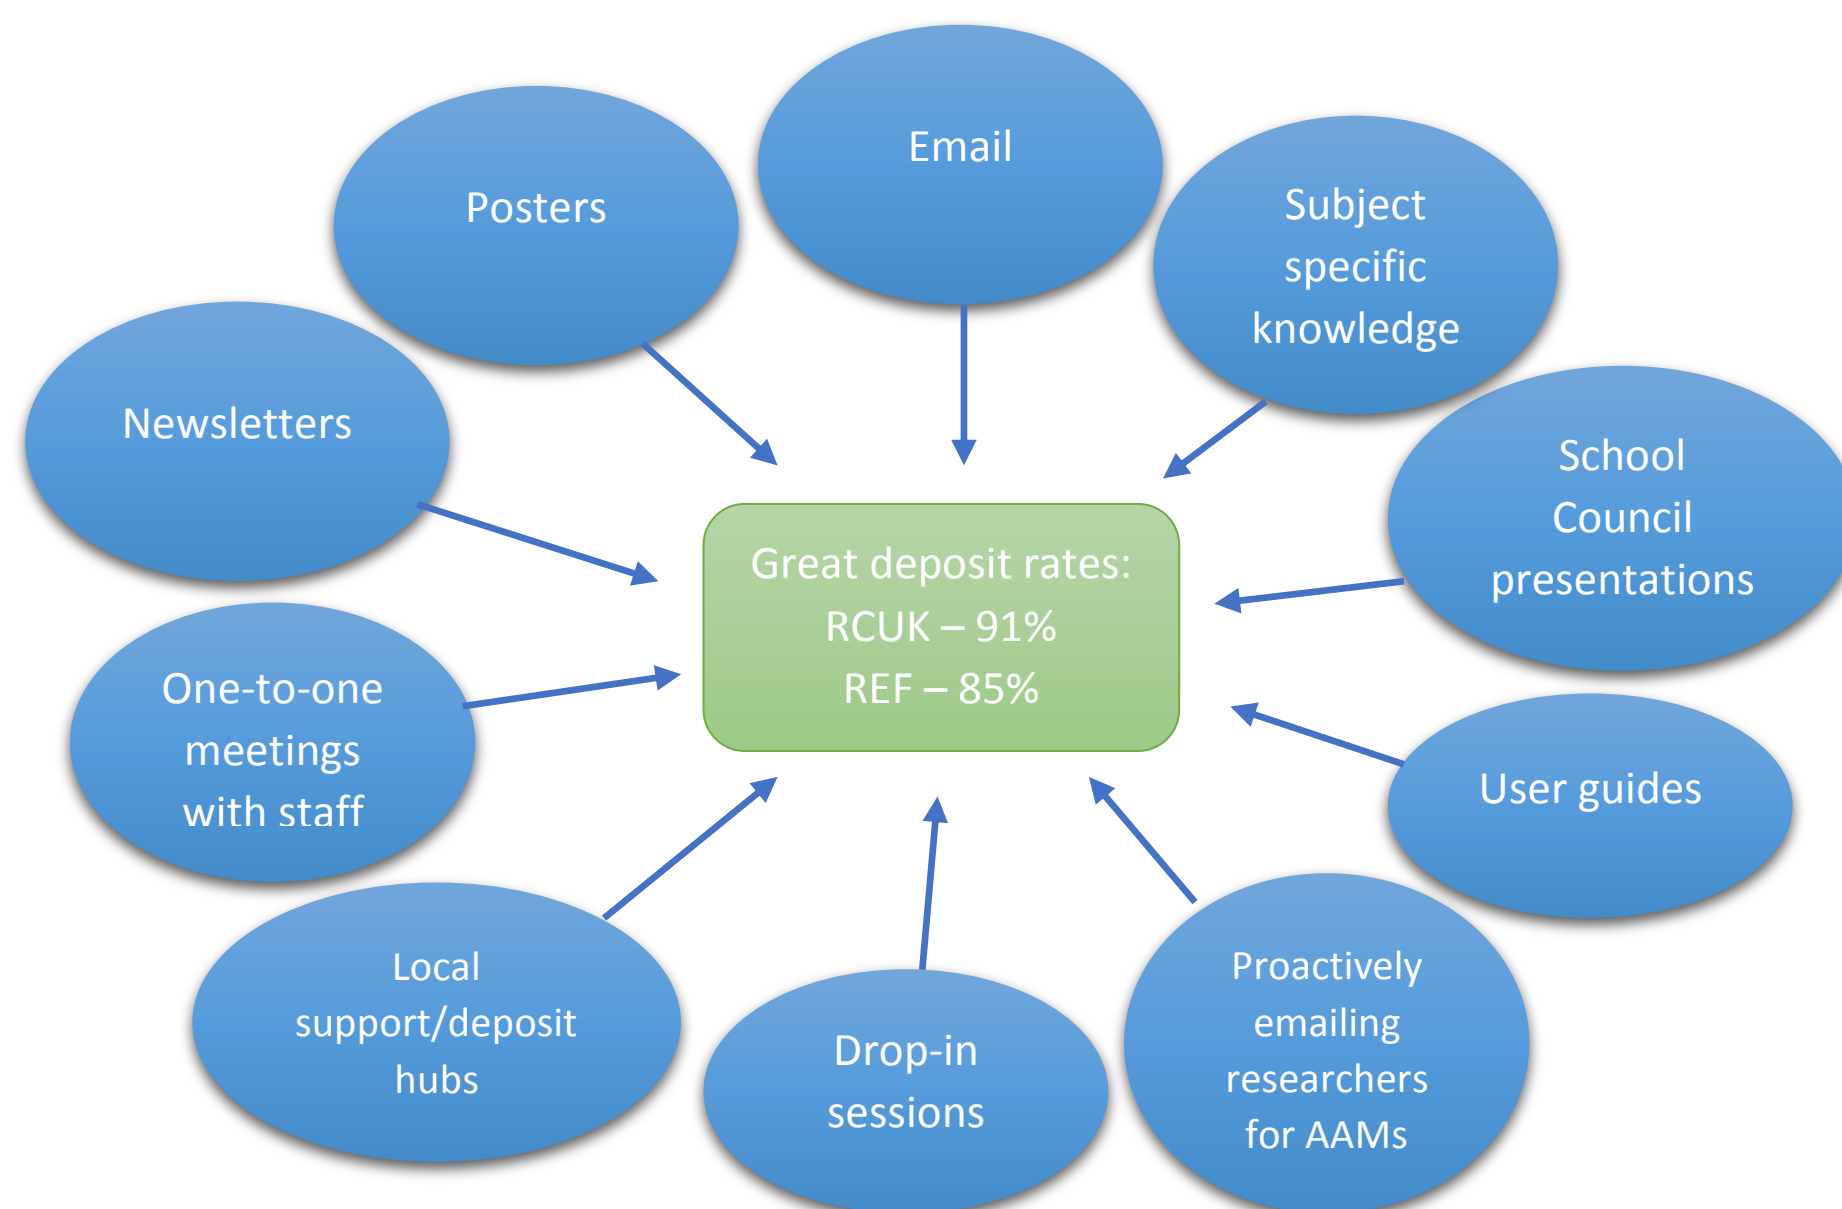 Email
Posters
Subject
specific
knowledge
Newsletters
School
Council
presentations
Great deposit rates:
RCUK – 91%
REF – 85%
One-to-one
meetings
with staff
User guides
Local
support/deposit
hubs
Drop-in
sessions
Proactively
emailing
researchers
for AAMs